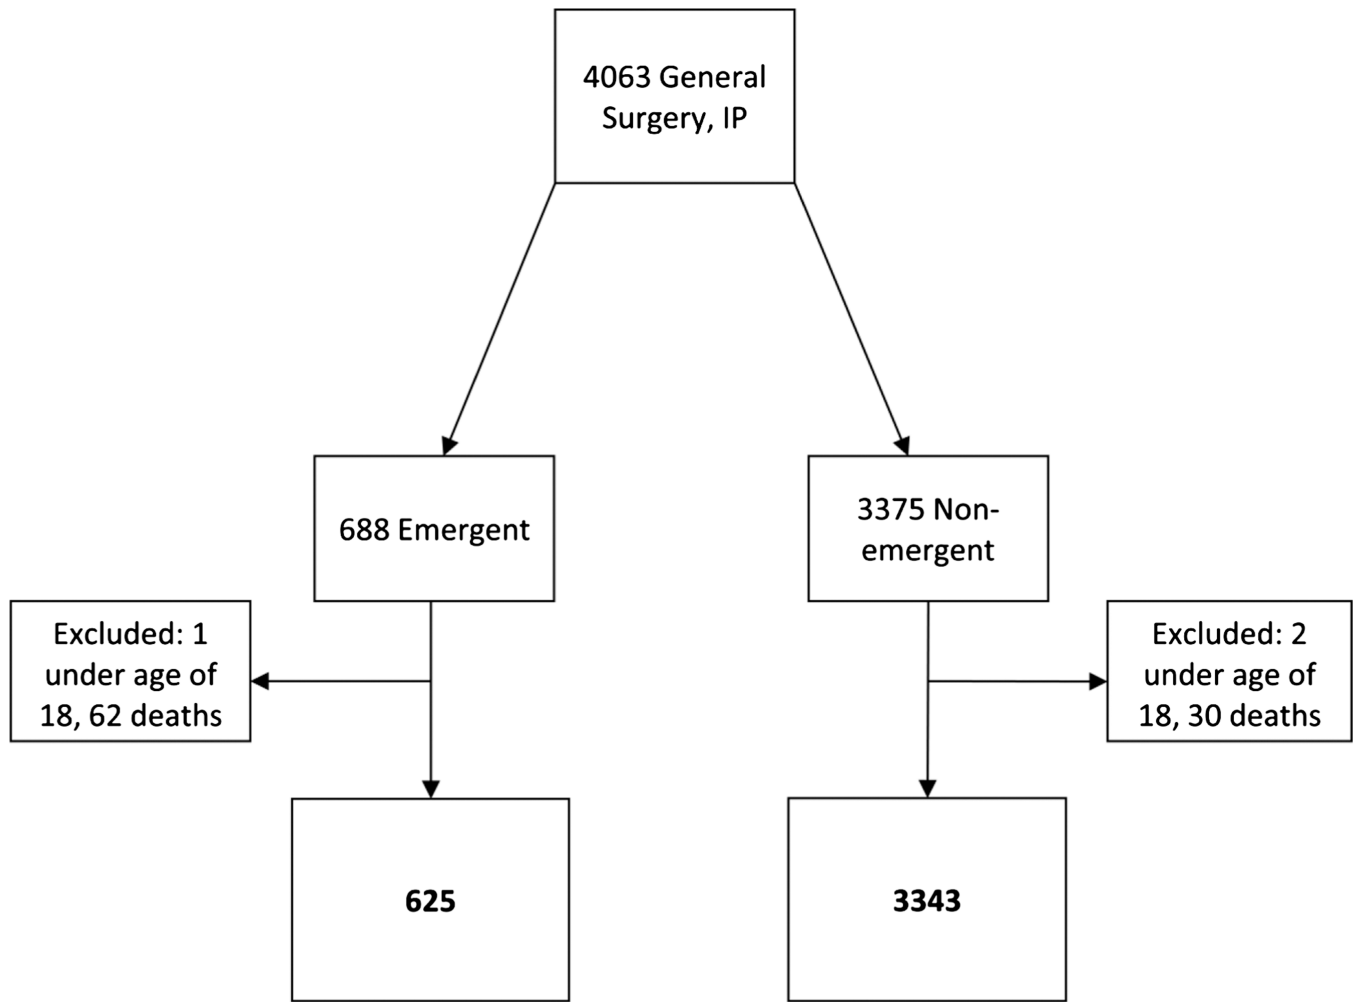 4063 General
Surgery, IP
688 Emergent
3375 Non-
emergent
Excluded: 1
under age of
18, 62 deaths
Excluded: 2
under age of
18, 30 deaths
625
3343